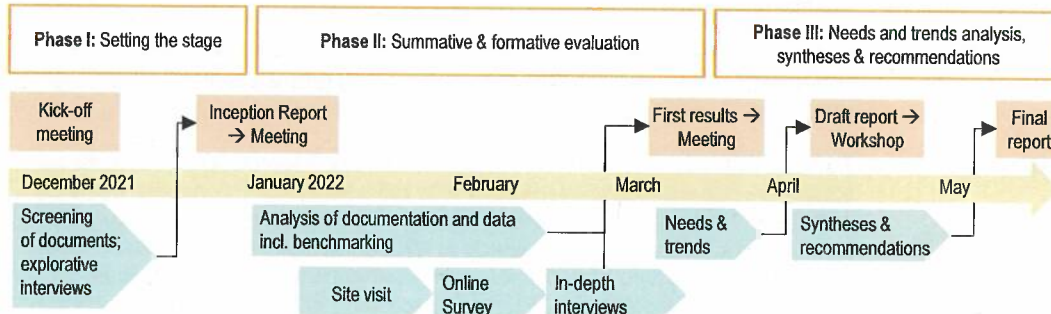 Phase I: Setting the stage
Phase II: Summative & formative evaluation
Phase III: Needs and trends analysis,
syntheses & recommendations
Kick-off
meeting
Inception Report
→ Meeting
First results →
Meeting
Draft report →
Workshop
Final
report
December 2021
January 2022
February
March
April
May
Screening
of documents;
explorative
interviews
Analysis of documentation and data
incl. benchmarking
Needs &
trends
Syntheses &
recommendations
Site visit
Online
Survey
In-depth
interviews